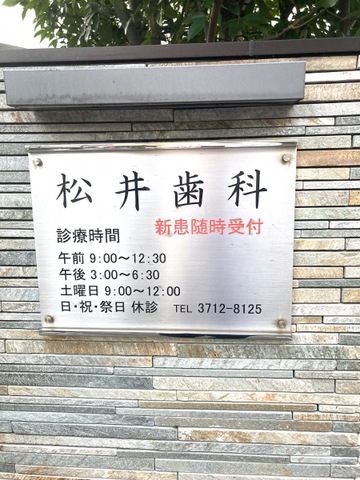 松井歯科
新患随時受付
診療時間
午前 9:00～12:30
午後 3:00～6:30
土曜日 9:00～12:00
日・祝・祭日 休診 TEL 3712-8125